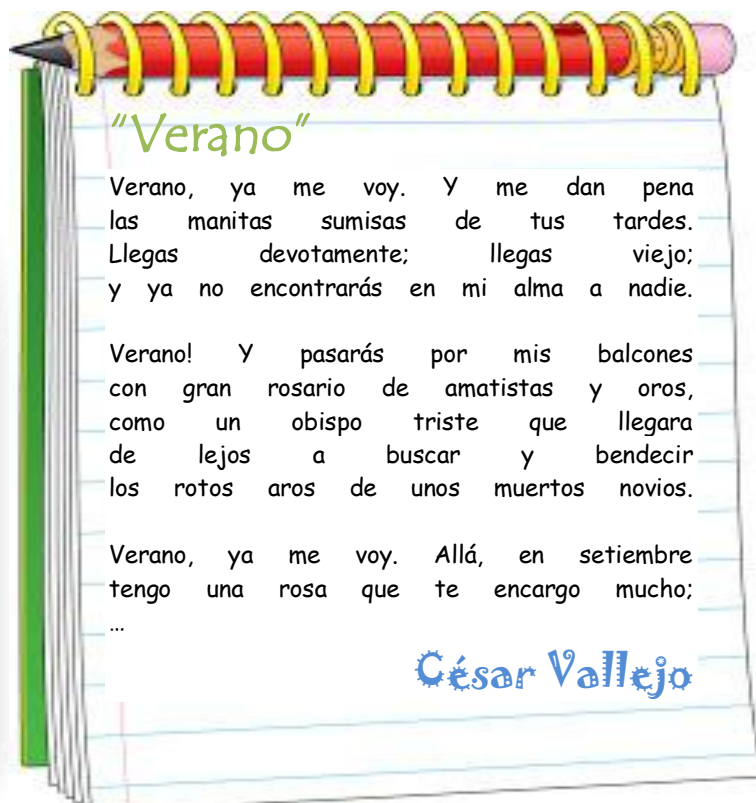 "Verano"
Verano, ya me voy. Y me dan pena
las manitas sumisas de tus tardes.
Llegas devotamente; llegas viejo;
y ya no encontrarás en mi alma a nadie.
Verano! Y pasarás por mis balcones
con gran rosario de amatistas y oros,
como un obispo triste que llegara
de lejos a buscar y bendecir
los rotos aros de unos muertos novios.
Verano, ya me voy. Allá, en setiembre
tengo una rosa que te encargo mucho;
…
César Vallejo